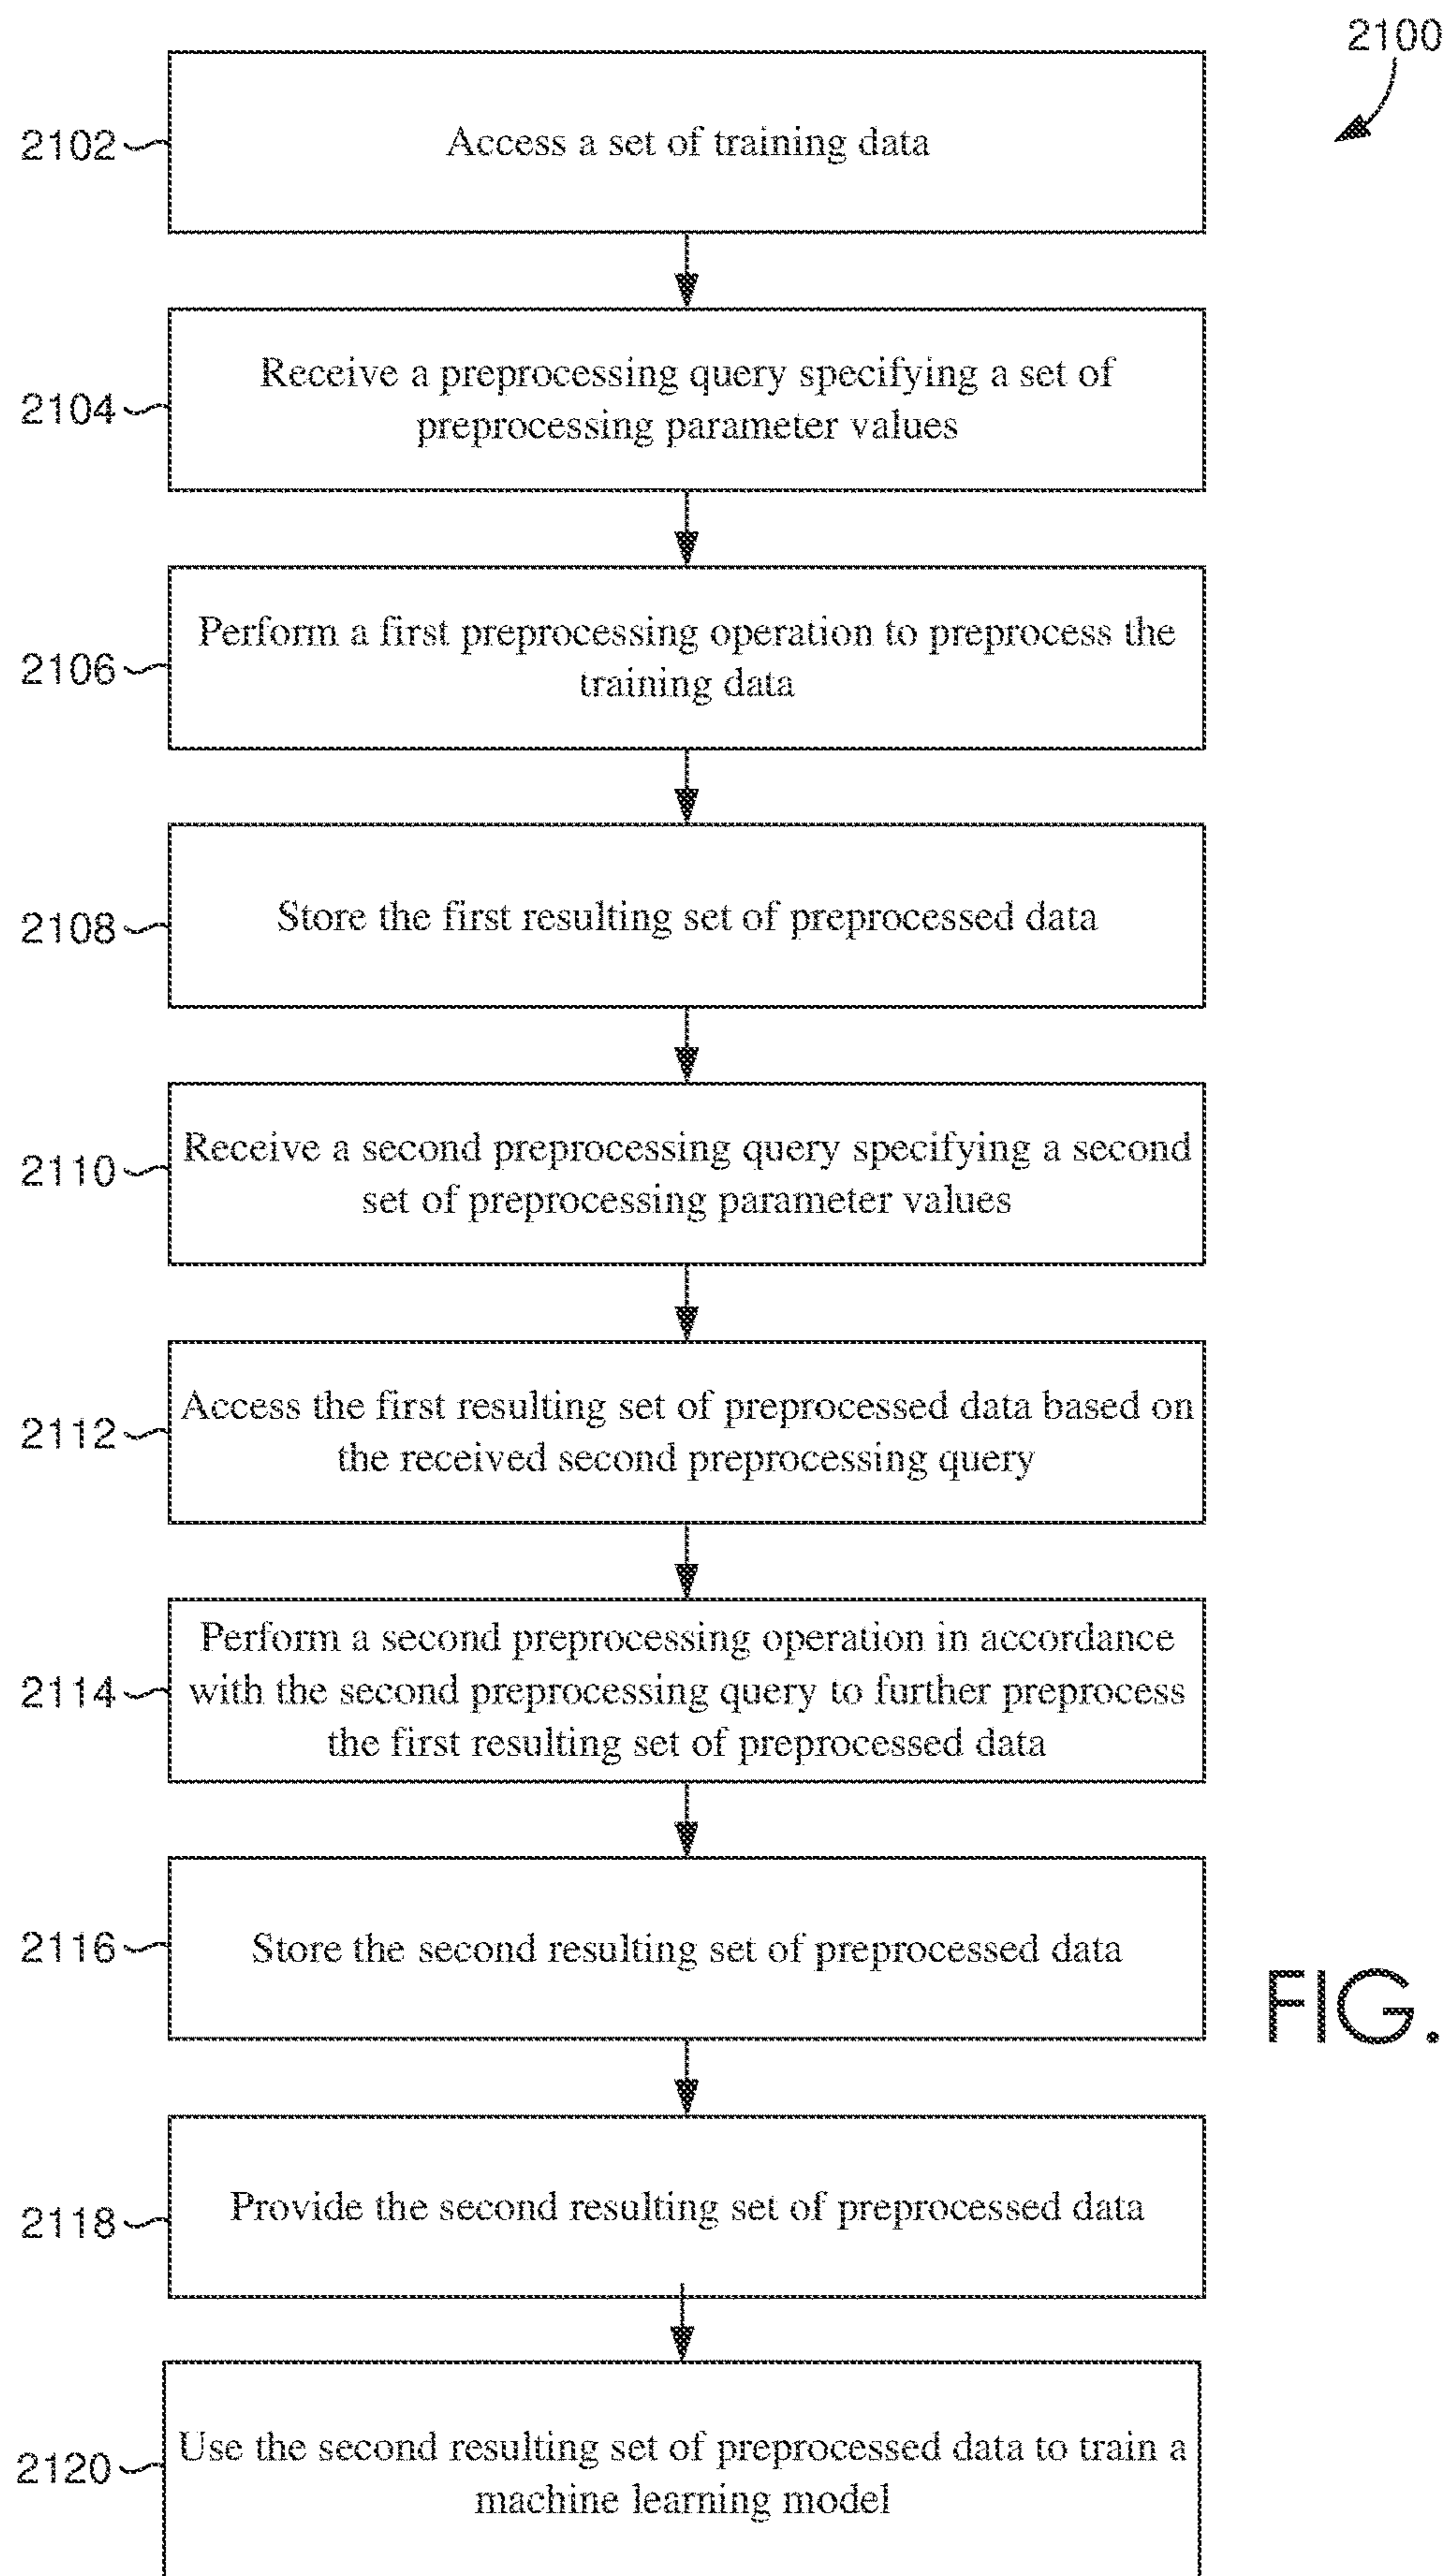 2100
2102
Access a set of training data
2104
Receive a preprocessing query specifying a set of
preprocessing parameter values
2106
Perform a first preprocessing operation to preprocess the
training data
2108
Store the first resulting set of preprocessed data
2110
Receive a second preprocessing query specifying a second
set of preprocessing parameter values
2112
Access the first resulting set of preprocessed data based on
the received second preprocessing query
2114
Perform a second preprocessing operation in accordance
with the second preprocessing query to further preprocess
the first resulting set of preprocessed data
2116
Store the second resulting set of preprocessed data
FIG.
2118
Provide the second resulting set of preprocessed data
2120
Use the second resulting set of preprocessed data to train a
machine learning model